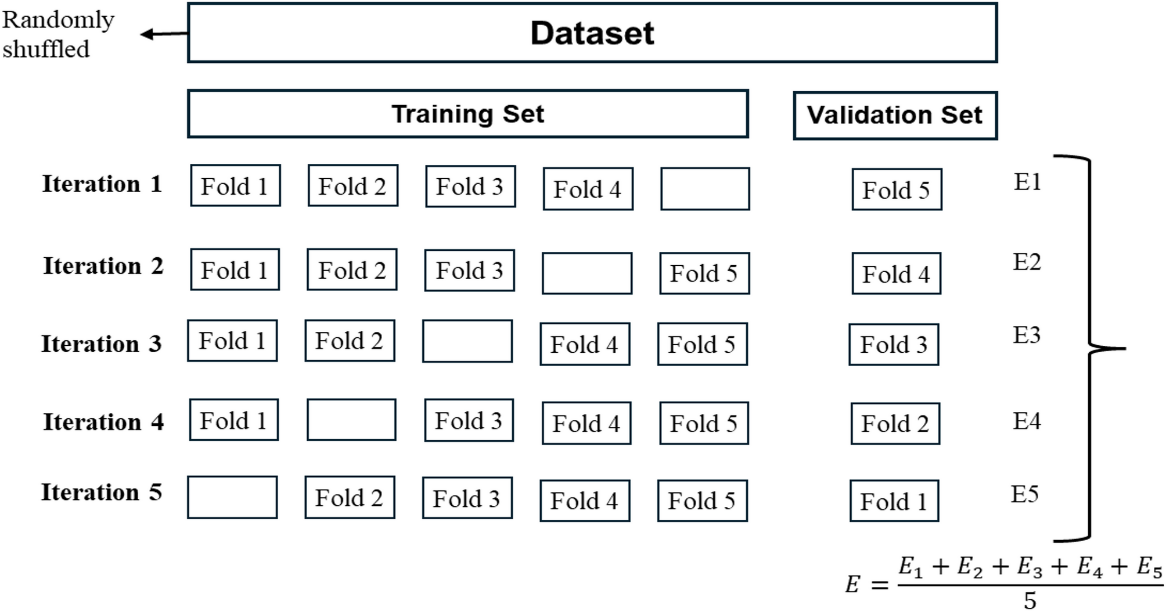 Randomly
shuffled
Dataset
Training Set
Validation Set
Iteration 1 Fold 1 Fold 2 Fold 3 Fold 4 Fold 5 E1
Iteration 2 Fold 1 Fold 2 Fold 3 Fold 5 Fold 4 E2
Iteration 3 Fold 1 Fold 2 Fold 4 Fold 5 Fold 3 E3
Iteration 4 Fold 1 Fold 3 Fold 4 Fold 5 Fold 2 E4
Iteration 5 Fold 2 Fold 3 Fold 4 Fold 5 Fold 1 E5
E = (E₁ + E₂ + E₃ + E₄ + E₅) / 5